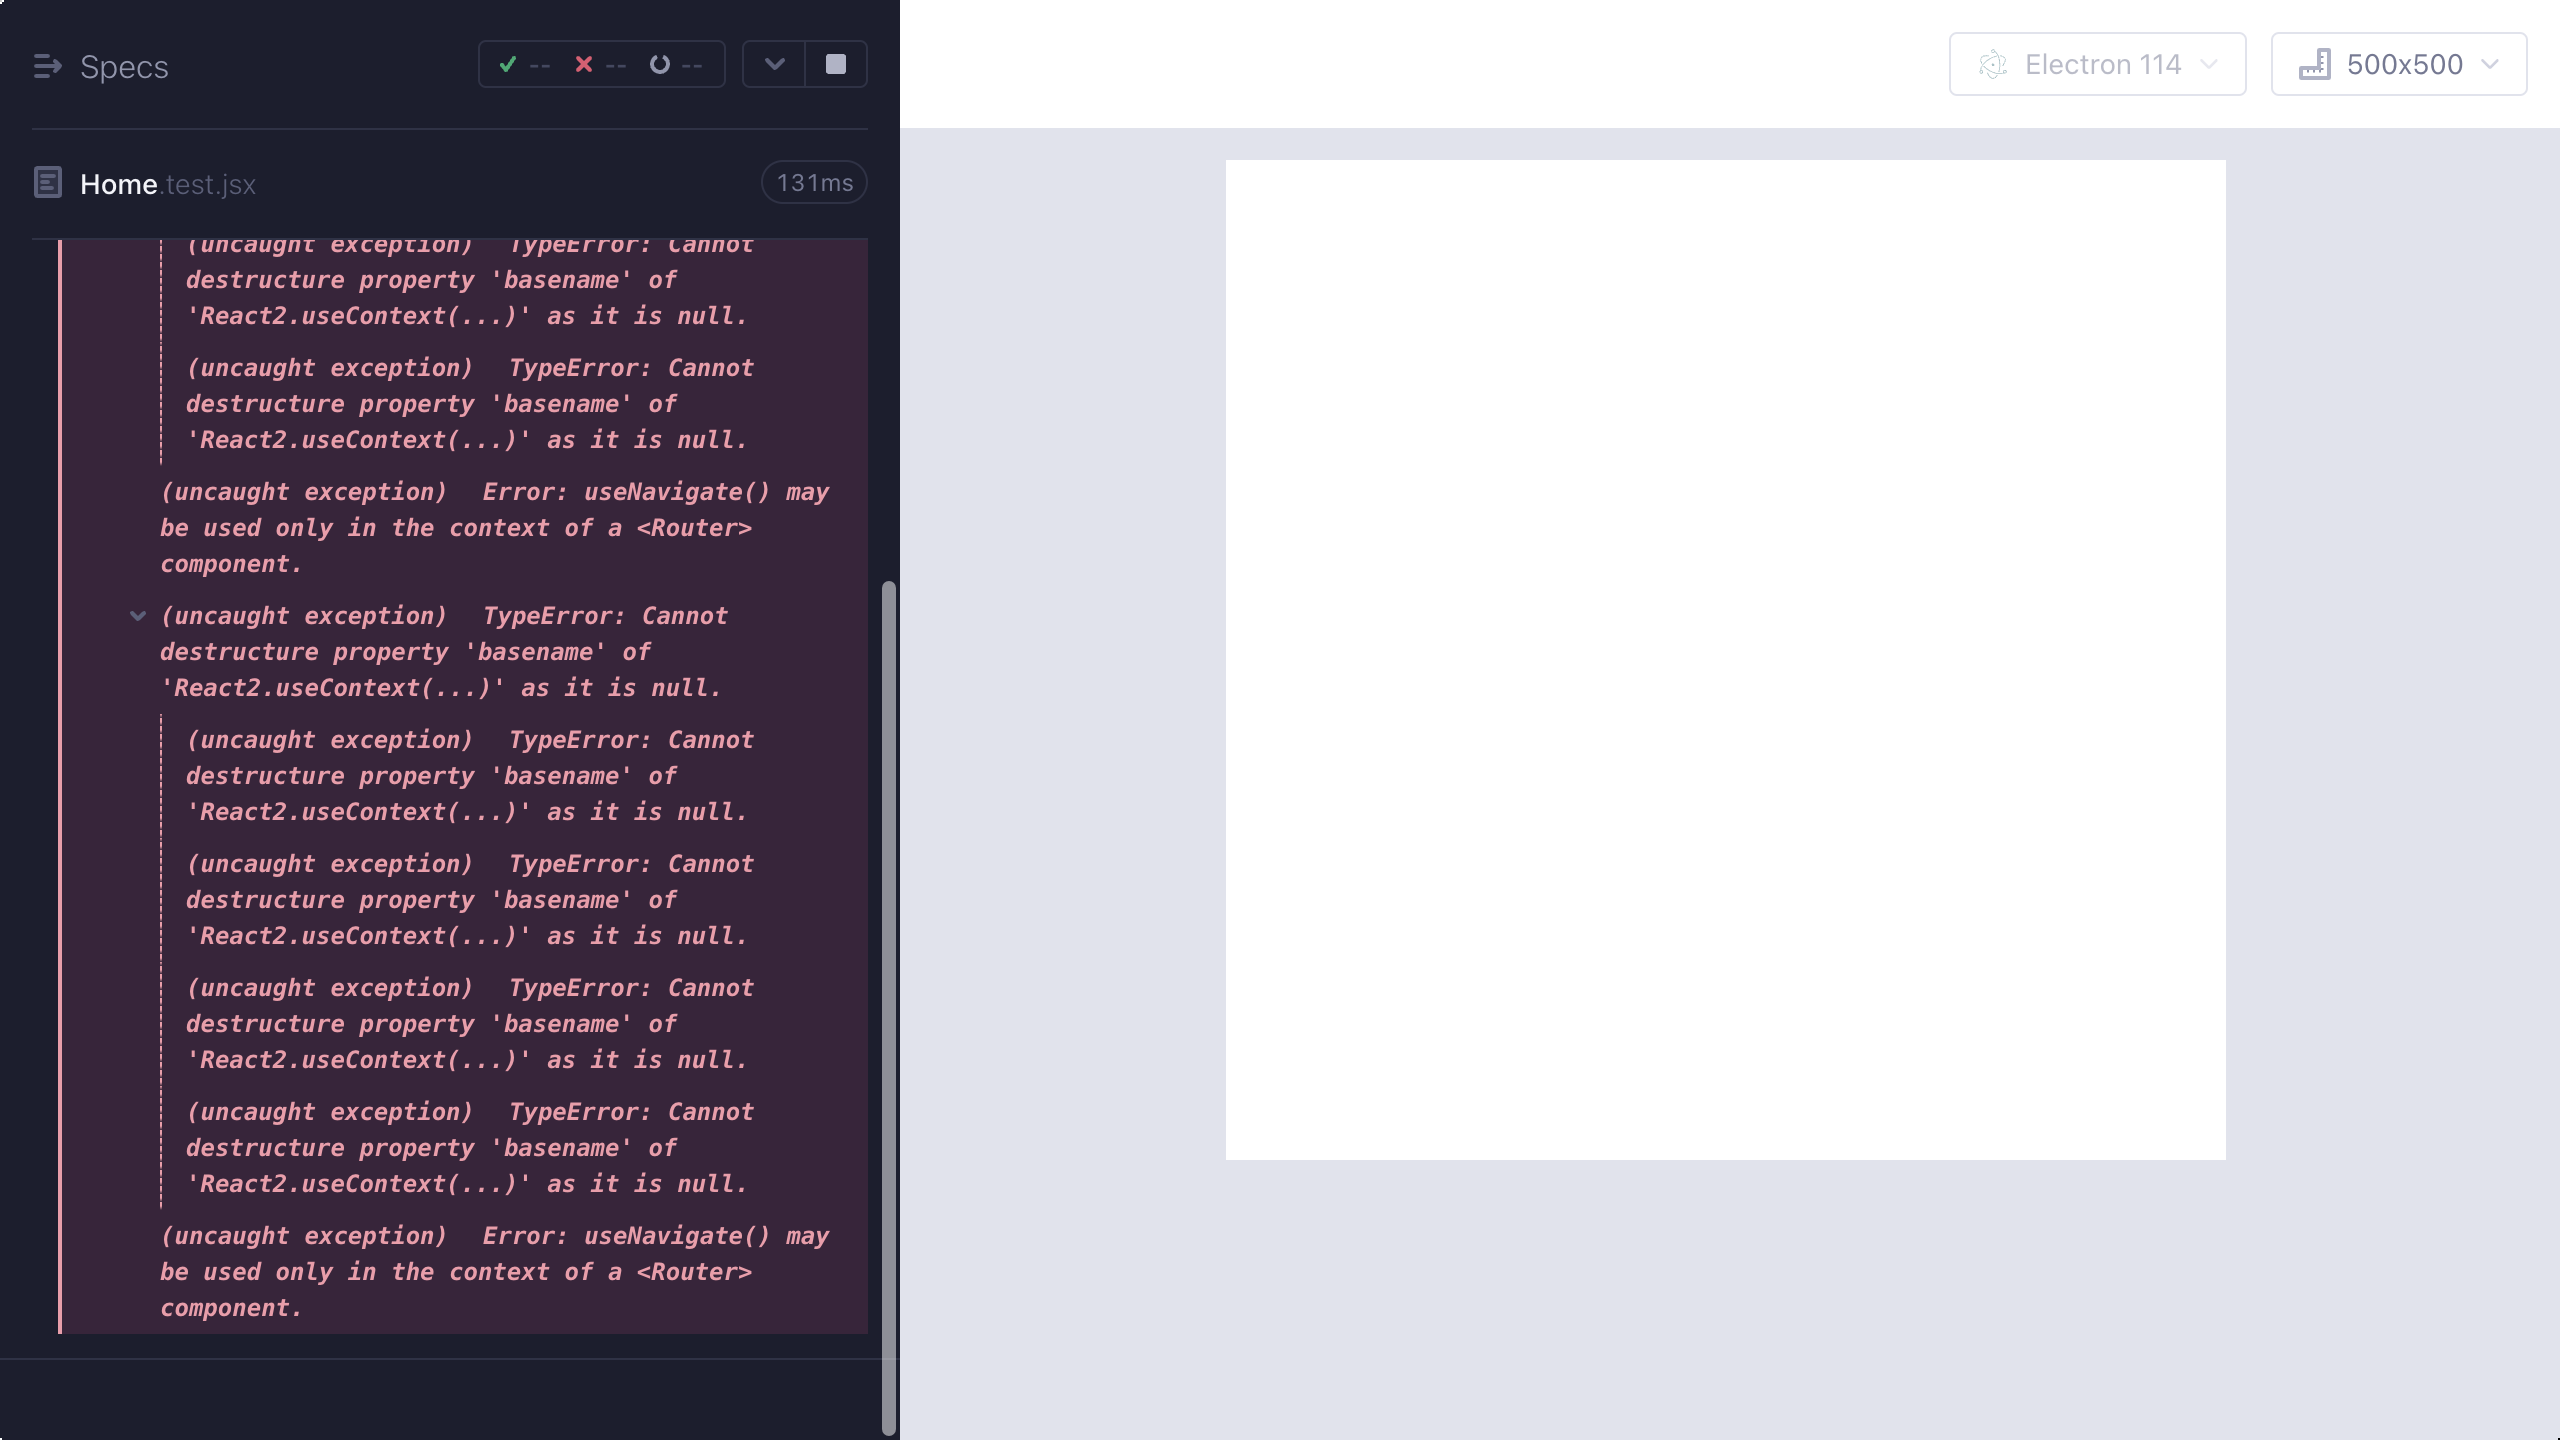 Specs
--
--
--
Electron 114
500x500
Home.test.jsx
131ms
(uncaught exception) TypeError: Cannot
destructure property 'basename' of
'React2.useContext(...)' as it is null.
(uncaught exception) TypeError: Cannot
destructure property 'basename' of
'React2.useContext(...)' as it is null.
(uncaught exception) Error: useNavigate() may
be used only in the context of a <Router>
component.
(uncaught exception) TypeError: Cannot
destructure property 'basename' of
'React2.useContext(...)' as it is null.
(uncaught exception) TypeError: Cannot
destructure property 'basename' of
'React2.useContext(...)' as it is null.
(uncaught exception) TypeError: Cannot
destructure property 'basename' of
'React2.useContext(...)' as it is null.
(uncaught exception) TypeError: Cannot
destructure property 'basename' of
'React2.useContext(...)' as it is null.
(uncaught exception) TypeError: Cannot
destructure property 'basename' of
'React2.useContext(...)' as it is null.
(uncaught exception) Error: useNavigate() may
be used only in the context of a <Router>
component.